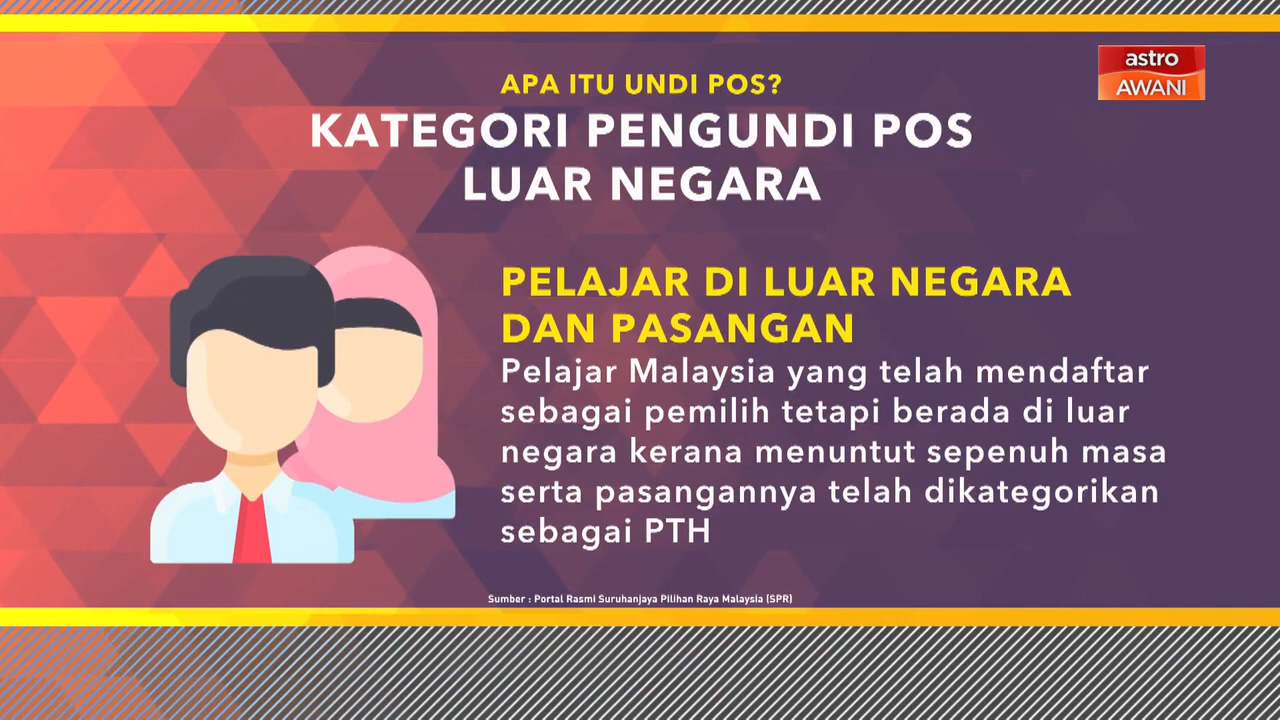 astro
AWANI
APA ITU UNDI POS?
KATEGORI PENGUNDI POS
LUAR NEGARA
PELAJAR DI LUAR NEGARA
DAN PASANGAN
Pelajar Malaysia yang telah mendaftar
sebagai pemilih tetapi berada di luar
negara kerana menuntut sepenuh masa
serta pasangannya telah dikategorikan
sebagai PTH
Sumber : Portal Rasmi Suruhanjaya Pilihan Raya Malaysia (SPR)